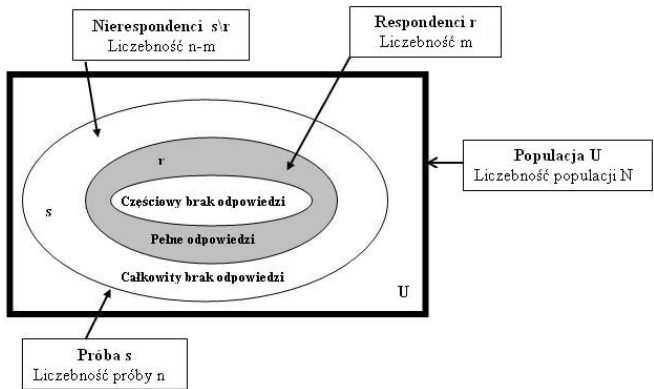 Nierespondenci s\r
Liczebność n-m
Respondenci r
Liczebność m
r
Populacja U
Liczebność populacji N
Częściowy brak odpowiedzi
s
Pełne odpowiedzi
Całkowity brak odpowiedzi
U
Próba s
Liczebność próby n